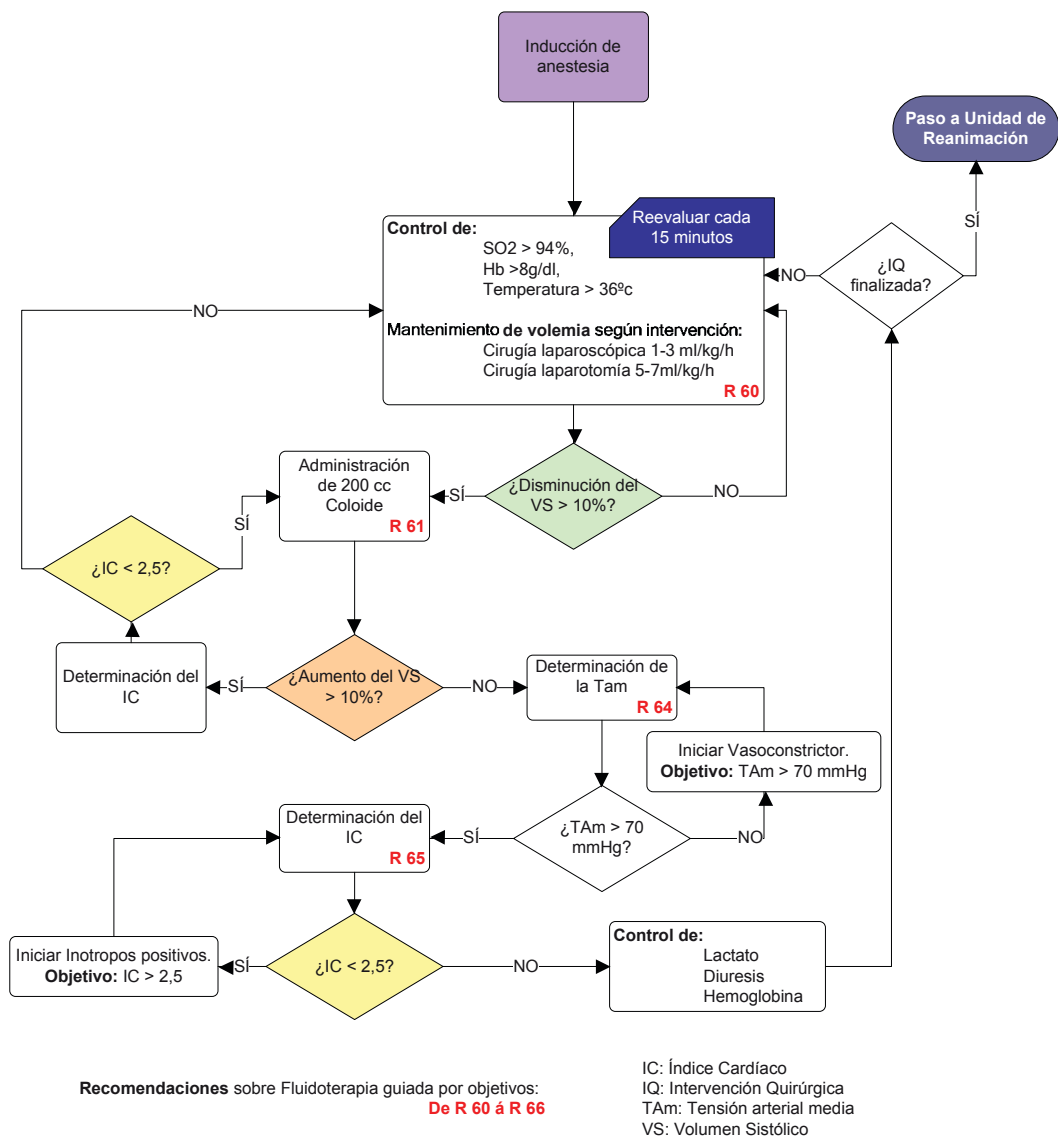 Inducción de
anestesia
Paso a Unidad de
Reanimación
SÍ
¿IQ
finalizada?
NO
Reevaluar cada
15 minutos
Control de:
SO2 > 94%,
Hb >8g/dl,
Temperatura > 36ºc
Mantenimiento de volemia según intervención:
Cirugía laparoscópica 1-3 ml/kg/h
Cirugía laparotomía 5-7ml/kg/h
R 60
NO
¿Disminución del
VS > 10%?
SÍ
NO
Administración
de 200 cc
Coloide
R 61
SÍ
¿IC < 2,5?
Determinación del
IC
SÍ
¿Aumento del VS
> 10%?
NO
Determinación de
la Tam
R 64
Iniciar Vasoconstrictor.
Objetivo: TAm > 70 mmHg
¿TAm > 70
mmHg?
NO
SÍ
Determinación del
IC
R 65
Iniciar Inotropos positivos.
Objetivo: IC > 2,5
SÍ
¿IC < 2,5?
NO
Control de:
Lactato
Diuresis
Hemoglobina
Recomendaciones sobre Fluidoterapia guiada por objetivos:
De R 60 á R 66
IC: Índice Cardíaco
IQ: Intervención Quirúrgica
TAm: Tensión arterial media
VS: Volumen Sistólico